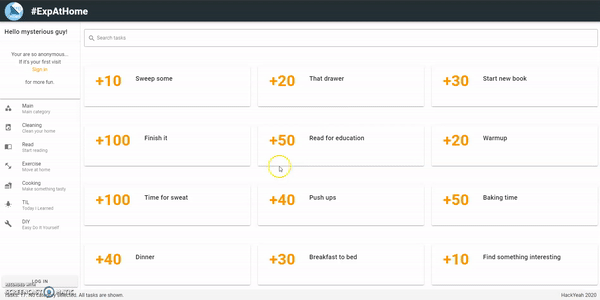 #ExpAtHome
Hello mysterious guy!
You are so anonymous...
If it's your first visit
Sign in
for more fun.
Main
Main category
Cleaning
Clean your home
Read
Start reading
Exercise
Move at home
Cooking
Make something tasty
TIL
Today I Learned
DIY
Easy Do It Yourself
LOG IN
Search tasks
+10 Sweep some
+20 That drawer
+30 Start new book
+100 Finish it
+50 Read for education
+20 Warmup
+100 Time for sweat
+40 Push ups
+50 Baking time
+40 Dinner
+30 Breakfast to bed
+10 Find something interesting
Tasks: 17. No category selected. All tasks are shown.
HackYeah 2020